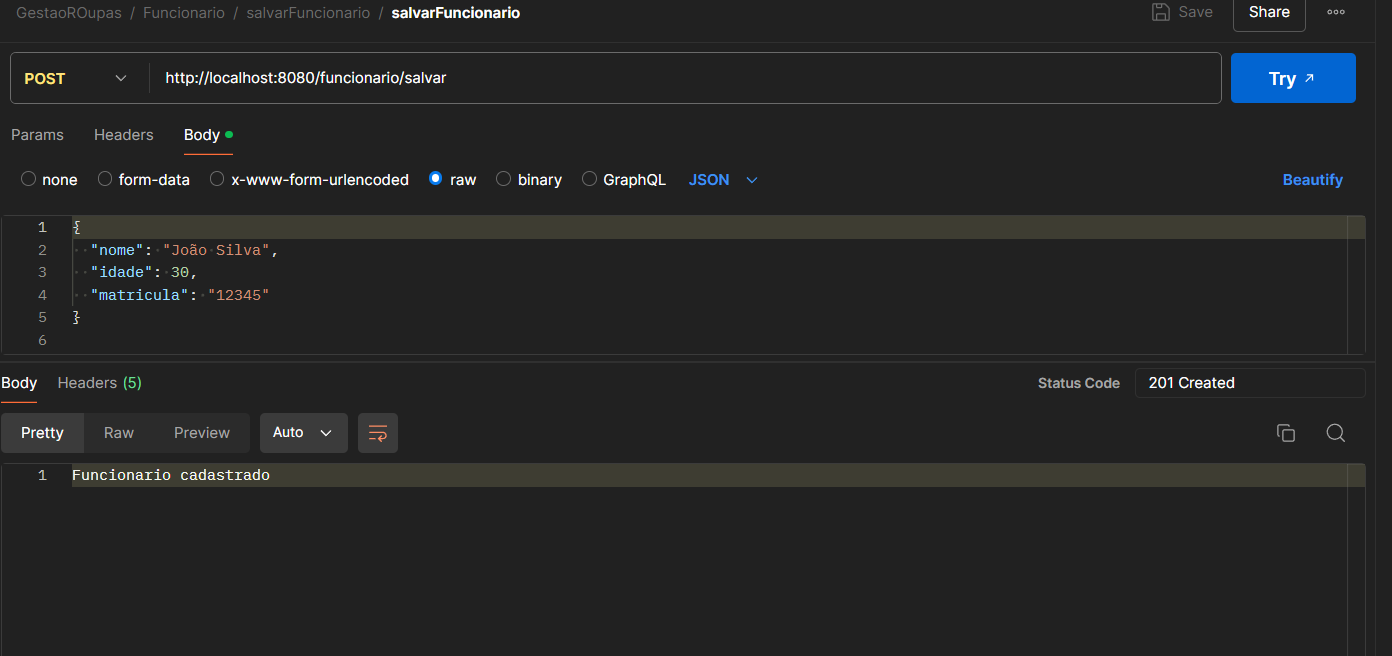 GestaoROupas / Funcionario / salvarFuncionario / salvarFuncionario Save Share
POST http://localhost:8080/funcionario/salvar Try
Params Headers Body
none form-data x-www-form-urlencoded raw binary GraphQL JSON Beautify
1 {
2 "nome": "João Silva",
3 "idade": 30,
4 "matricula": "12345"
5 }
6
Body Headers (5) Status Code 201 Created
Pretty Raw Preview Auto
1 Funcionario cadastrado